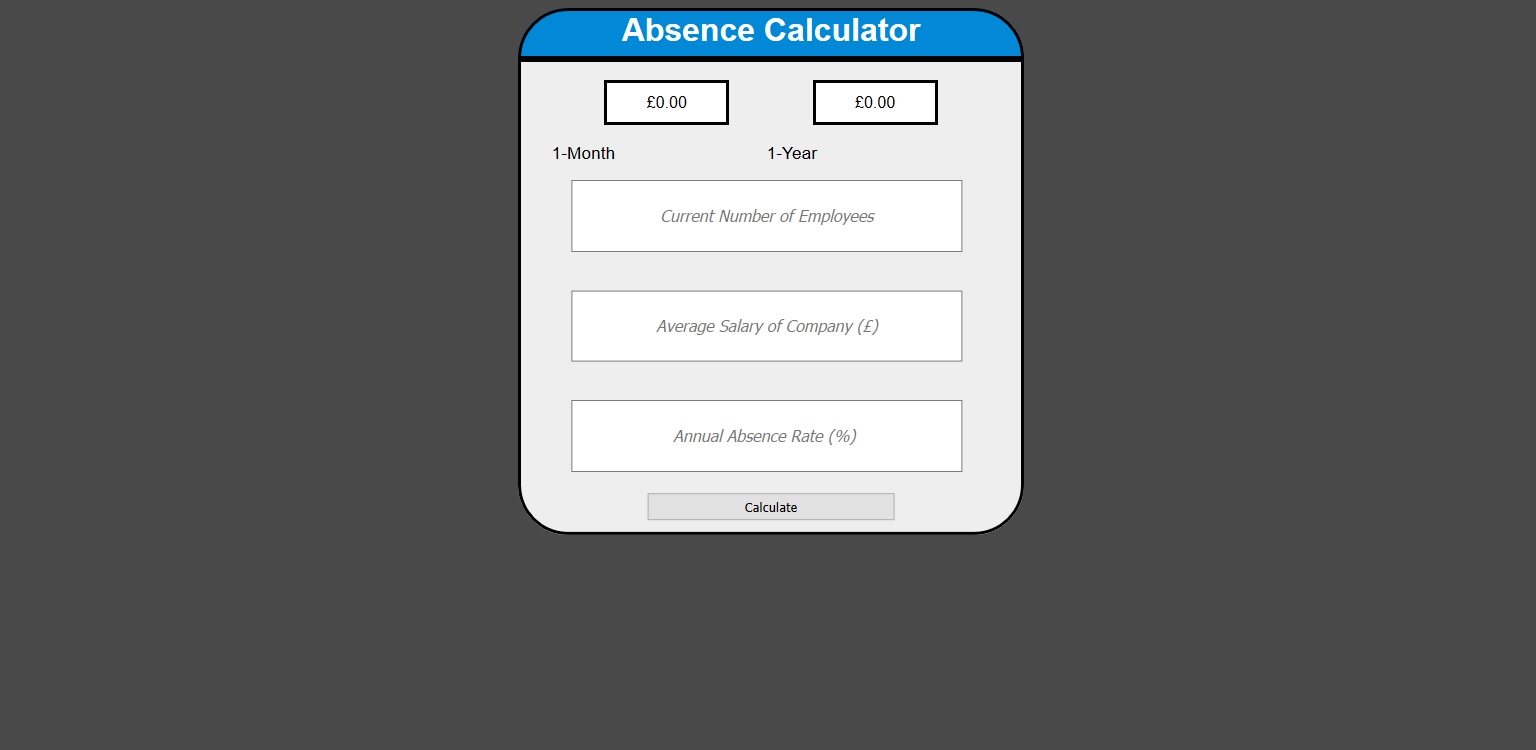 Absence Calculator
£0.00 £0.00
1-Month 1-Year
Current Number of Employees
Average Salary of Company (£)
Annual Absence Rate (%)
Calculate